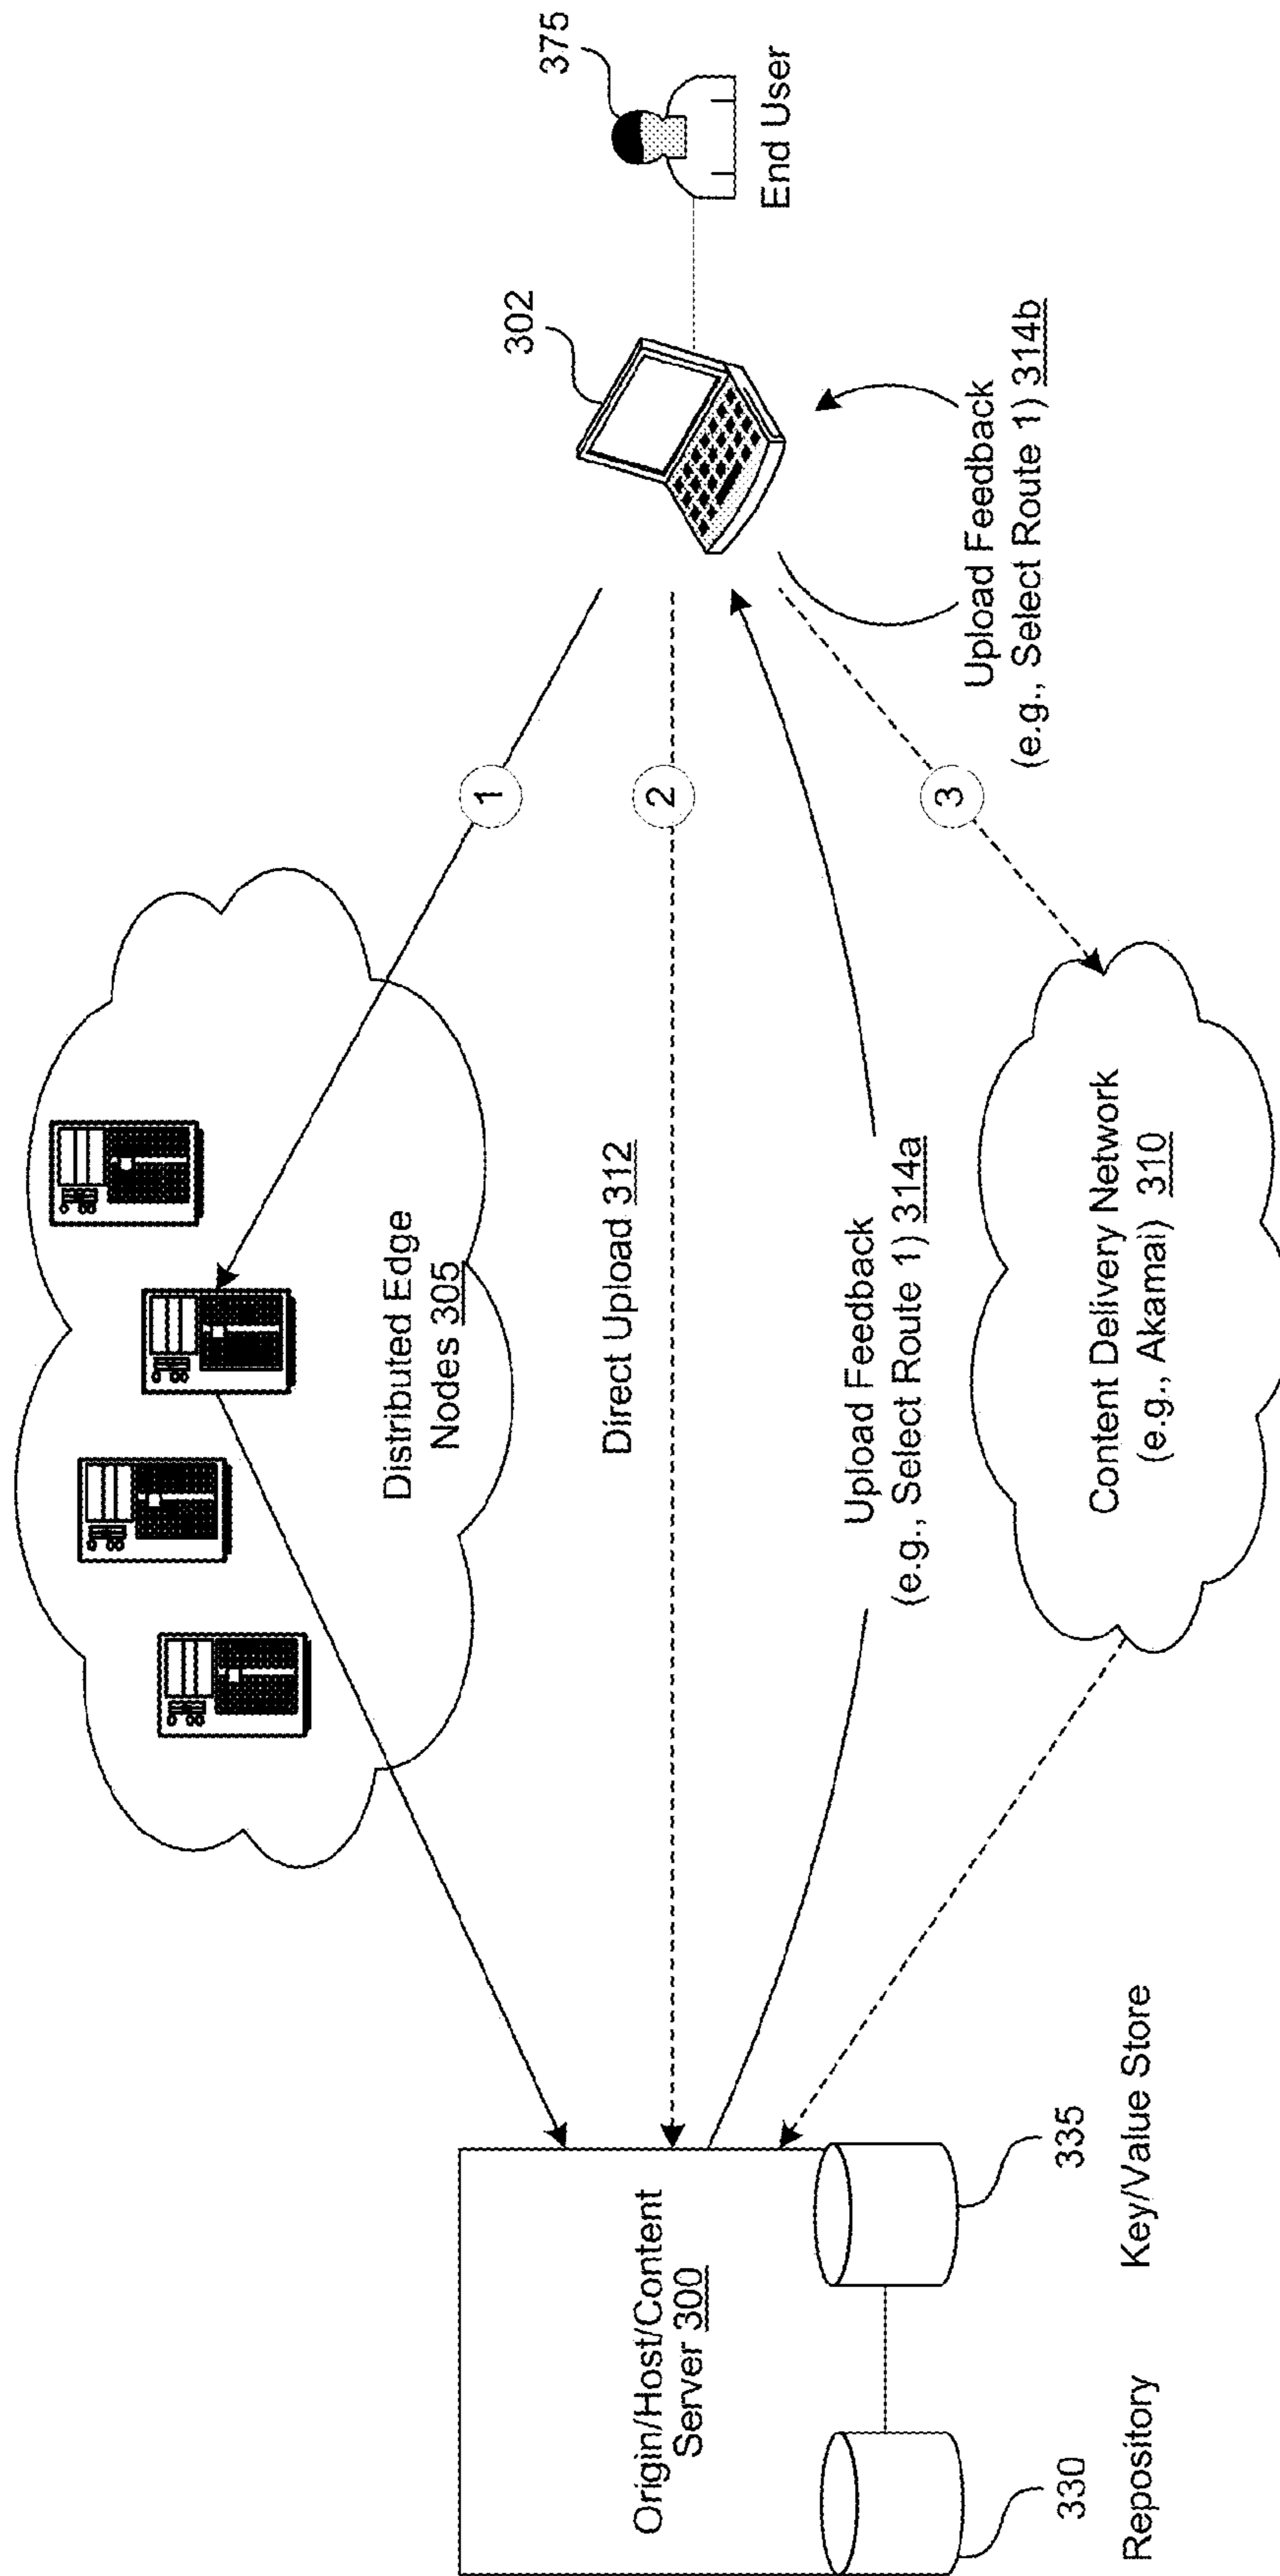 375
End User
302
Upload Feedback
(e.g., Select Route 1) 314b
1
2
3
Distributed Edge
Nodes 305
Direct Upload 312
Upload Feedback
(e.g., Select Route 1) 314a
Content Delivery Network
(e.g., Akamai) 310
Origin/Host/Content
Server 300
335
Key/Value Store
330
Repository